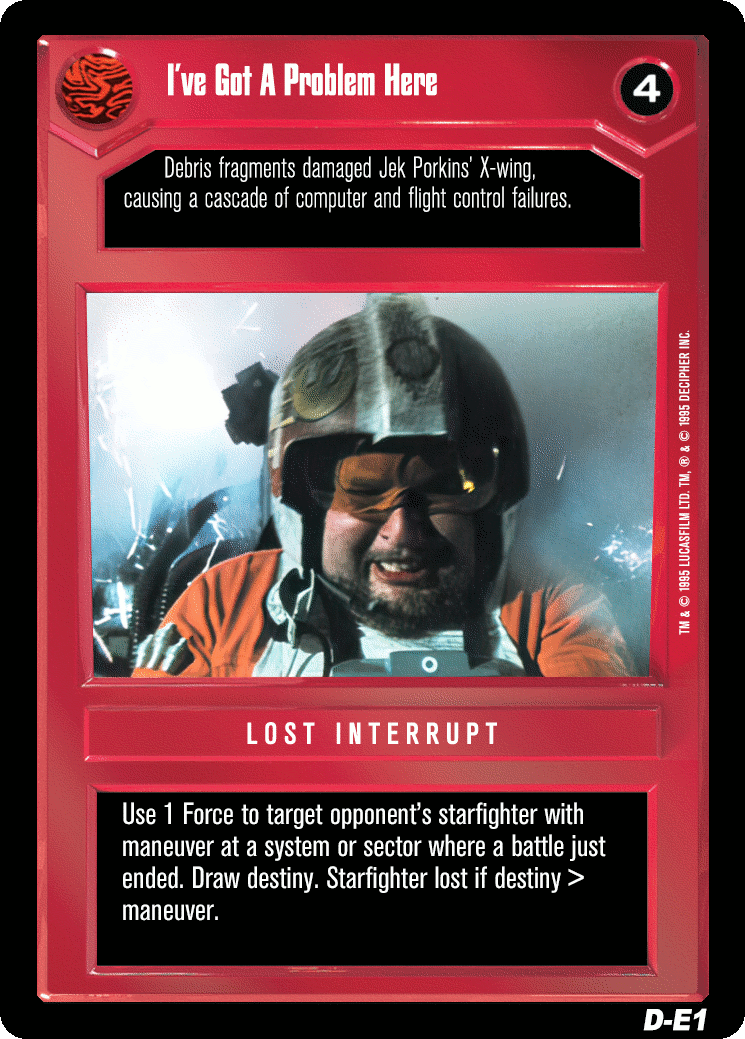 I've Got A Problem Here
4
Debris fragments damaged Jek Porkins' X-wing,
causing a cascade of computer and flight control failures.
TM & © 1995 LUCASFILM LTD. TM, ® & © 1995 DECIPHER INC.
LOST INTERRUPT
Use 1 Force to target opponent's starfighter with
maneuver at a system or sector where a battle just
ended. Draw destiny. Starfighter lost if destiny >
maneuver.
D-E1